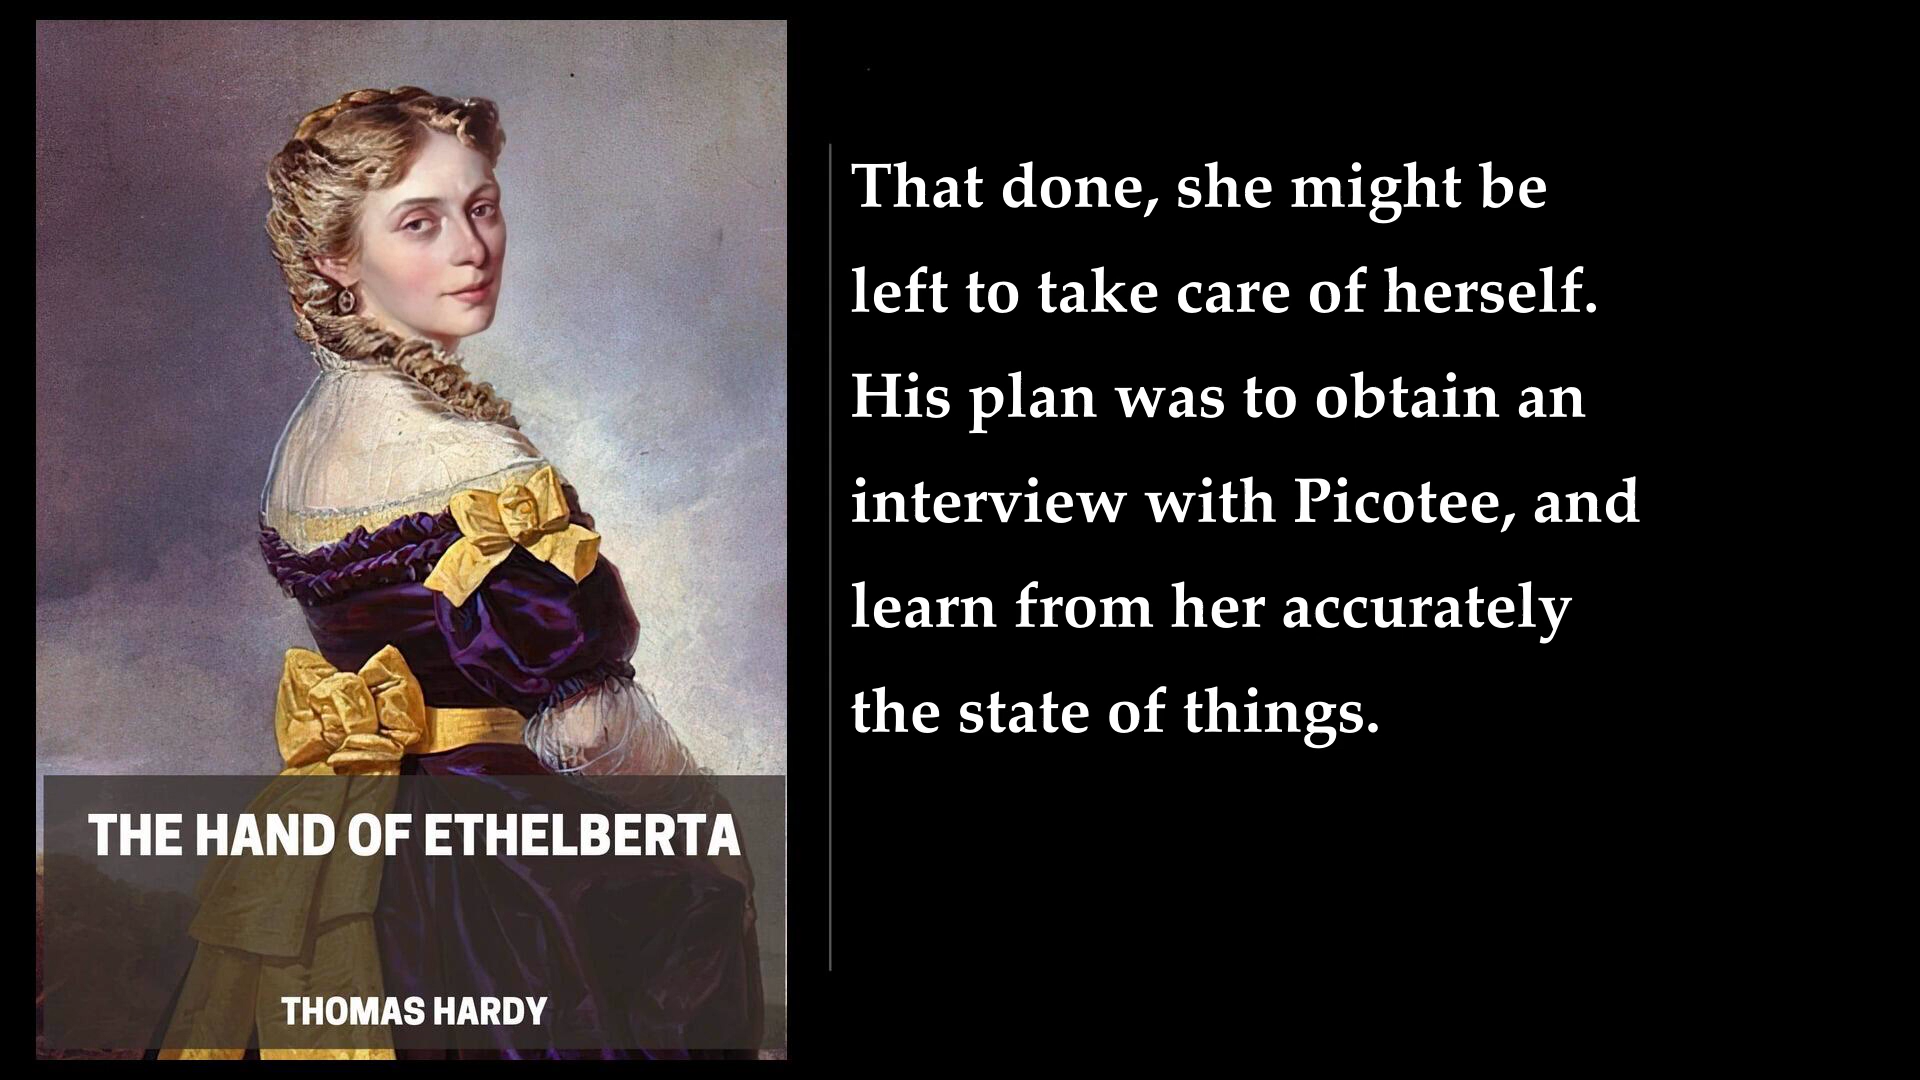 THE HAND OF ETHELBERTA
THOMAS HARDY
That done, she might be
left to take care of herself.
His plan was to obtain an
interview with Picotee, and
learn from her accurately
the state of things.